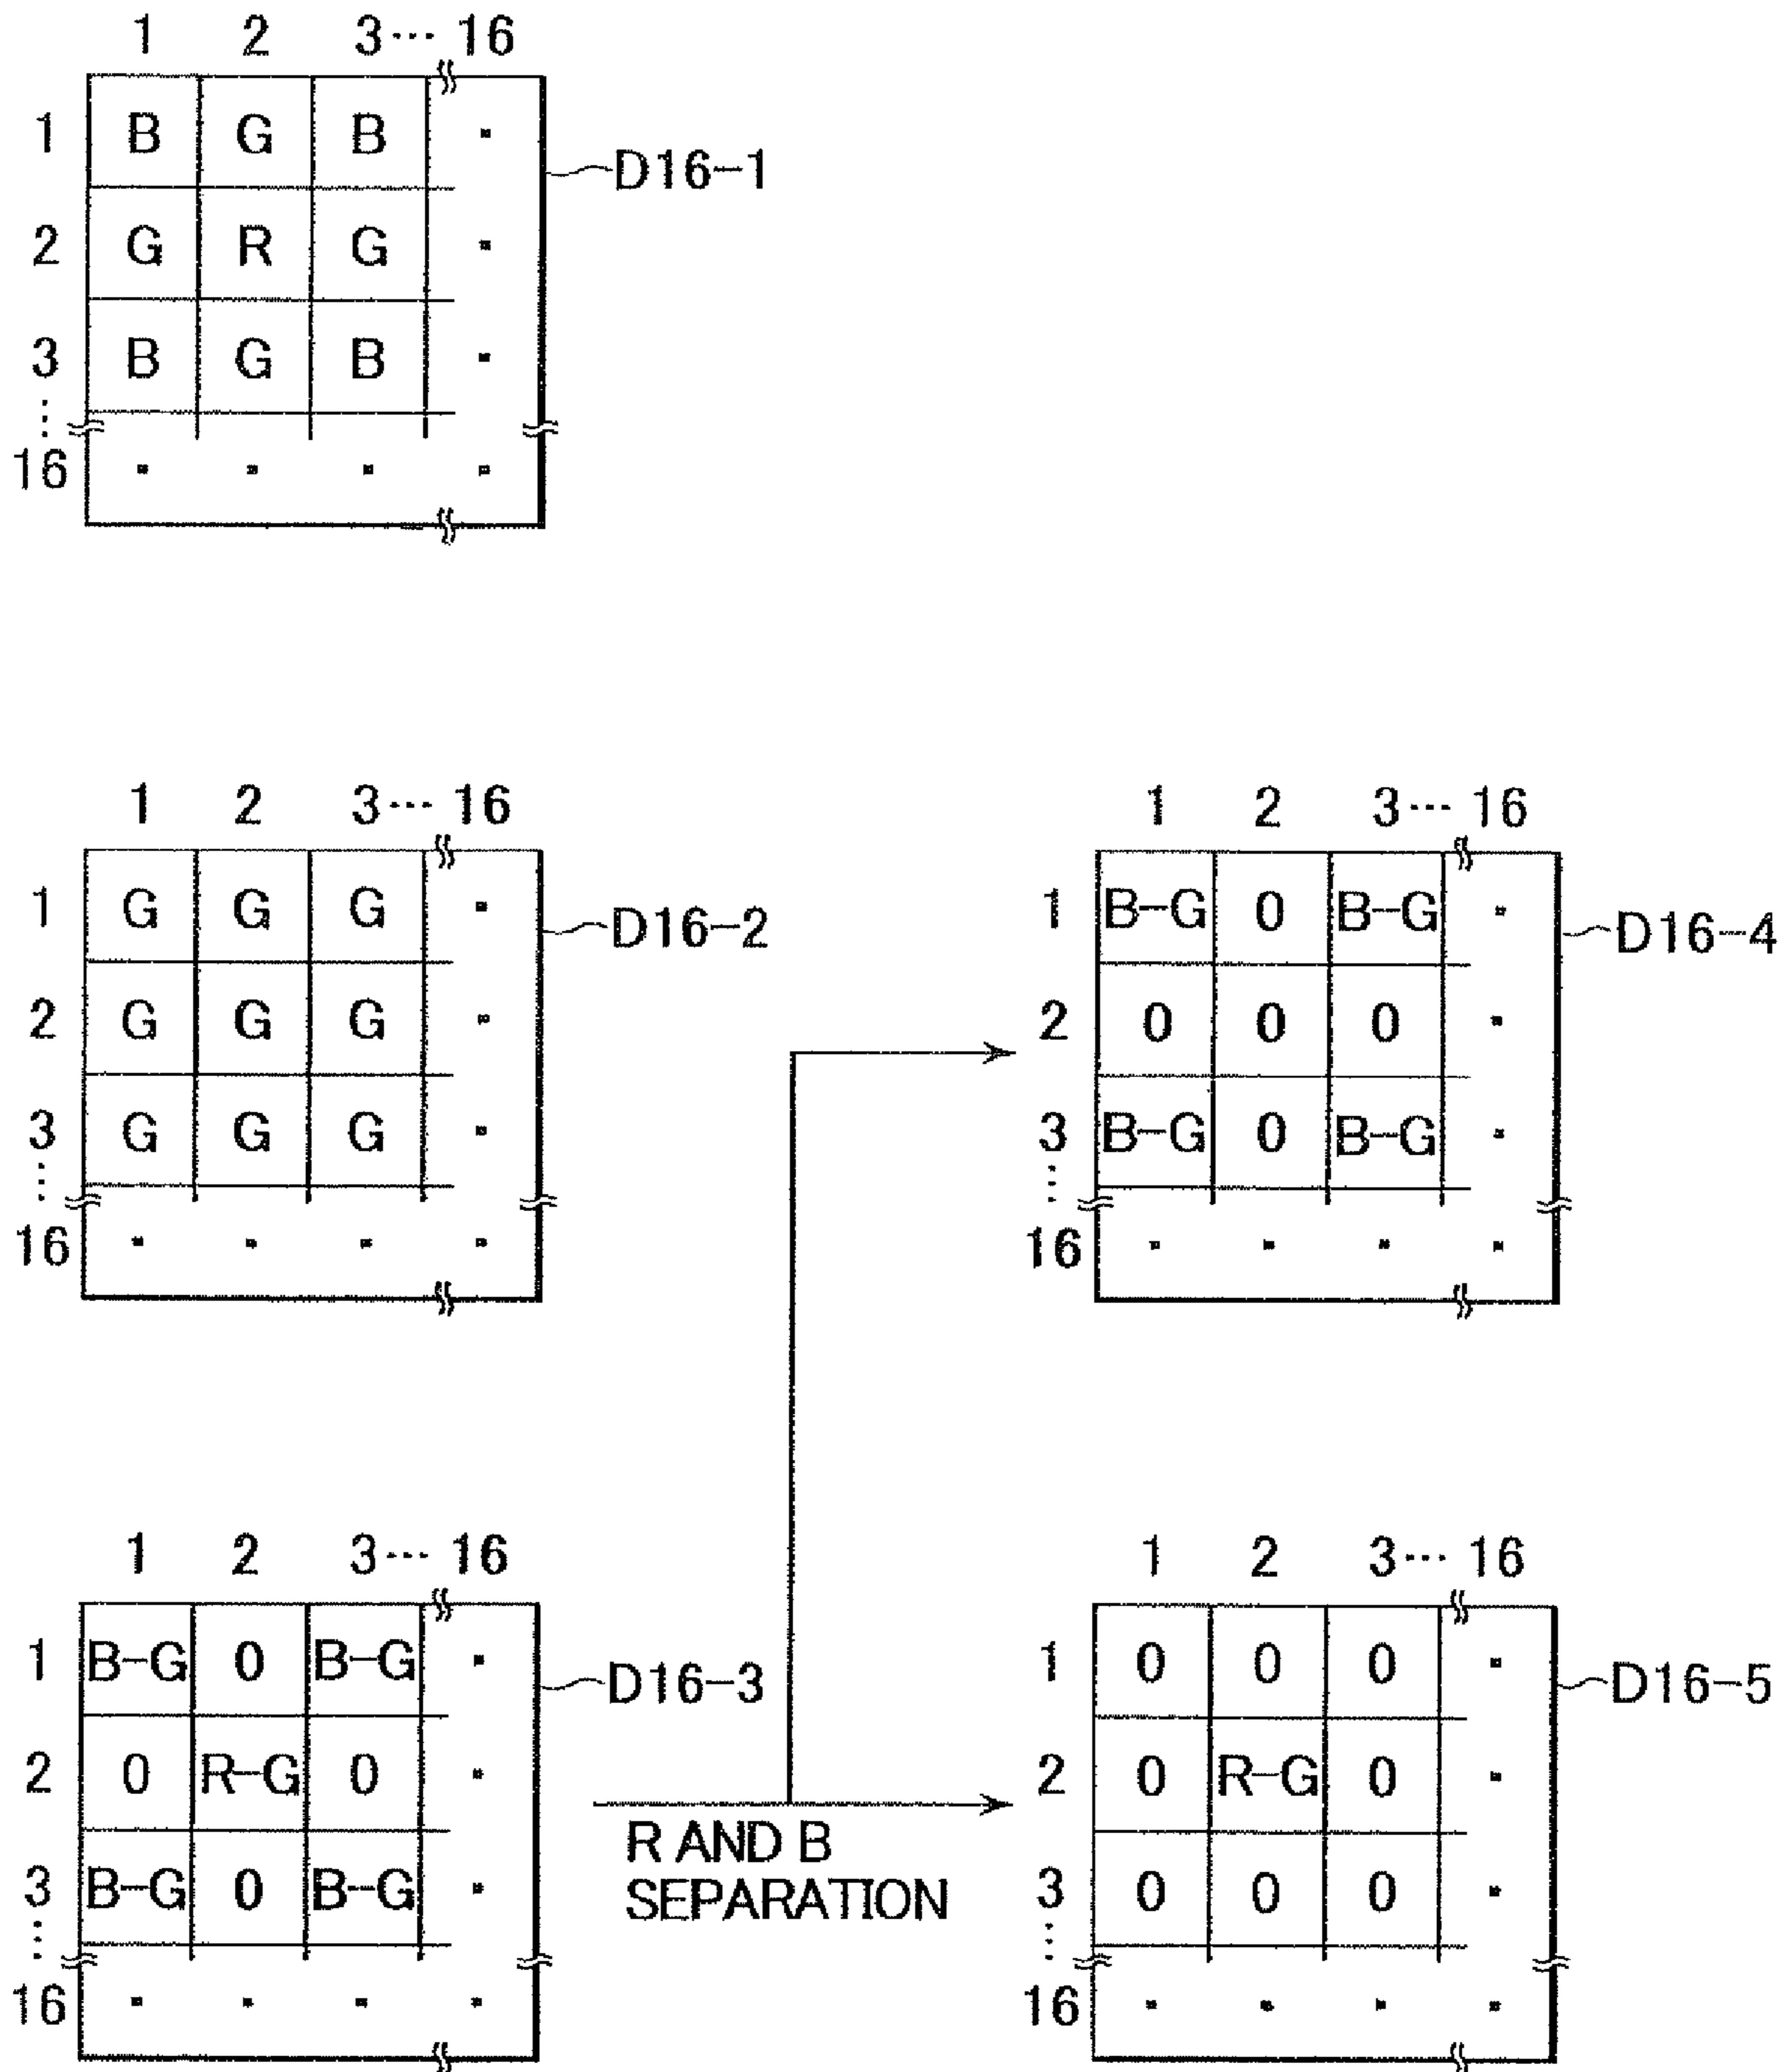 1 2 3… 16
1 B G B ·
D16-1
2 G R G ·
3 B G B ·
⋮
16 · · · ·
1 2 3… 16
1 G G G ·
D16-2
2 G G G ·
3 G G G ·
⋮
16 · · · ·
1 2 3… 16
1 B-G 0 B-G ·
D16-4
2 0 0 0 ·
3 B-G 0 B-G ·
⋮
16 · · · ·
1 2 3… 16
1 B-G 0 B-G ·
D16-3
2 0 R-G 0 ·
3 B-G 0 B-G ·
⋮
16 · · · ·
R AND B
SEPARATION
1 2 3… 16
1 0 0 0 ·
D16-5
2 0 R-G 0 ·
3 0 0 0 ·
⋮
16 · · · ·